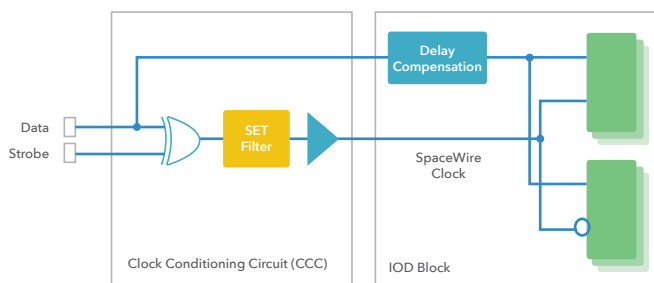 Delay
Compensation
Data
SET
Filter
Strobe
SpaceWire
Clock
Clock Conditioning Circuit (CCC)
IOD Block